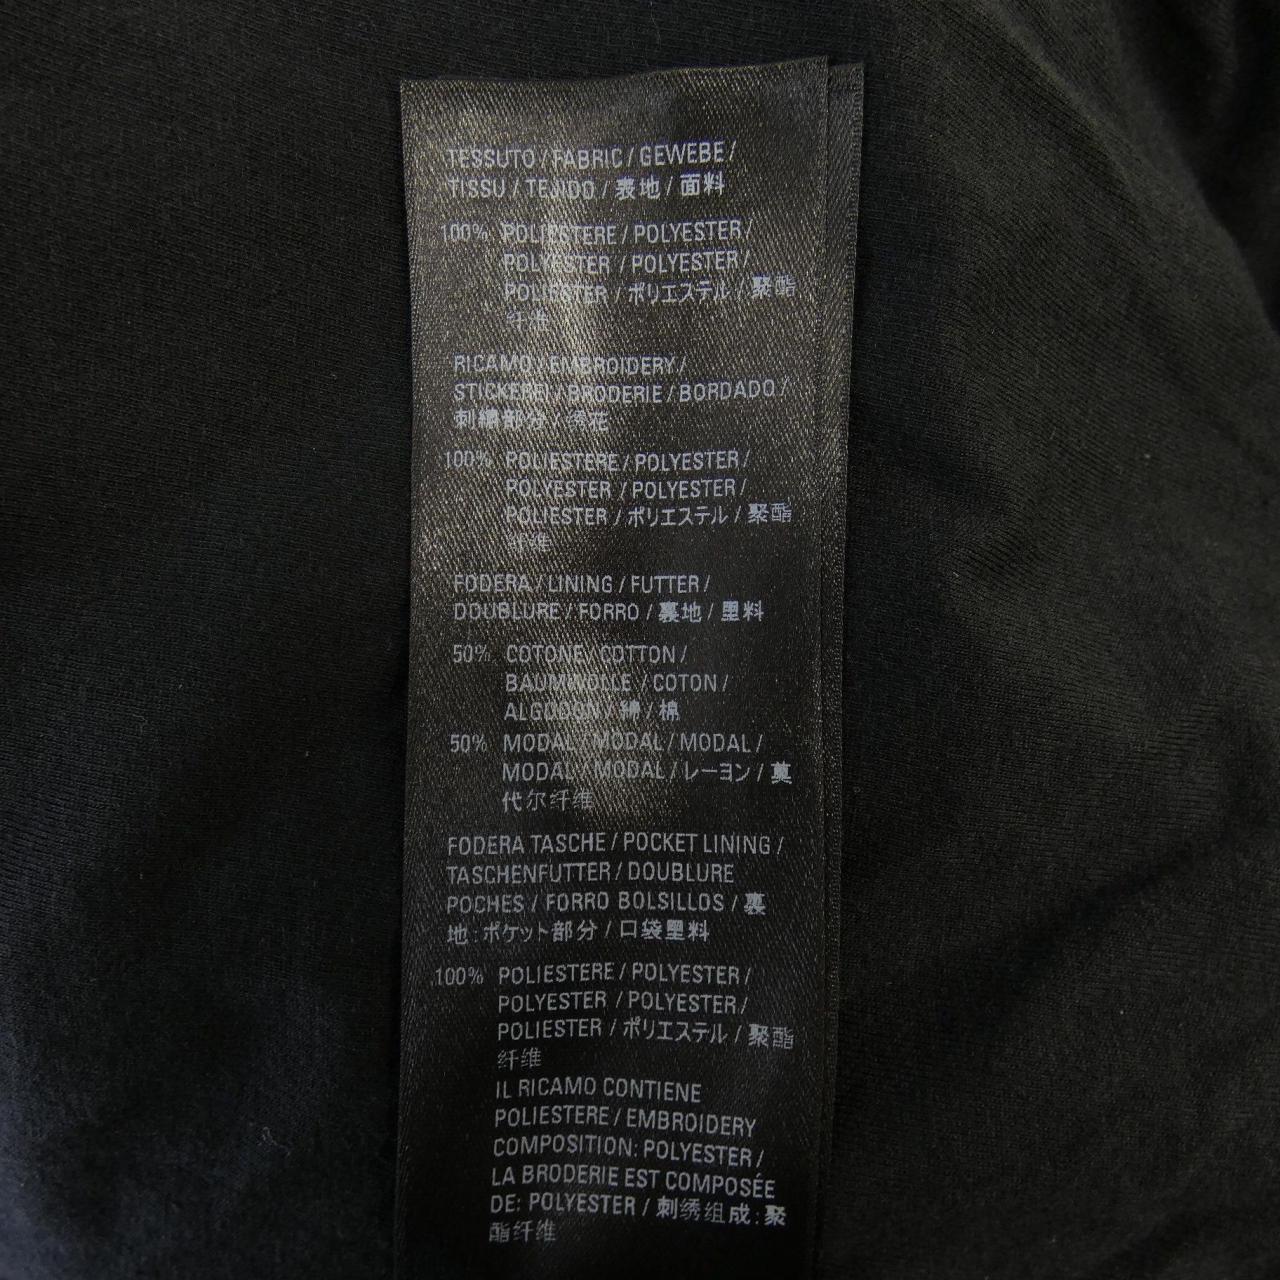 TESSUTO / FABRIC / GEWEBE /
TISSU / TEJIDO / 表地 / 面料
100% POLIESTERE / POLYESTER /
POLYESTER / POLYESTER /
POLIESTER / ポリエステル / 聚酯
纤维
RICAMO / EMBROIDERY /
STICKEREI / BRODERIE / BORDADO /
刺繍部分 / 绣花
100% POLIESTERE / POLYESTER /
POLYESTER / POLYESTER /
POLIESTER / ポリエステル / 聚酯
纤维
FODERA / LINING / FUTTER /
DOUBLURE / FORRO / 裏地 / 里料
50% COTONE / COTTON /
BAUMWOLLE / COTON /
ALGODON / 綿 / 棉
50% MODAL / MODAL / MODAL /
MODAL / MODAL / レーヨン / 莫
代尔纤维
FODERA TASCHE / POCKET LINING /
TASCHENFUTTER / DOUBLURE
POCHES / FORRO BOLSILLOS / 裏
地:ポケット部分 / 口袋里料
100% POLIESTERE / POLYESTER /
POLYESTER / POLYESTER /
POLIESTER / ポリエステル / 聚酯
纤维
IL RICAMO CONTIENE
POLIESTERE / EMBROIDERY
COMPOSITION: POLYESTER /
LA BRODERIE EST COMPOSÉE
DE: POLYESTER / 刺绣组成:聚
酯纤维